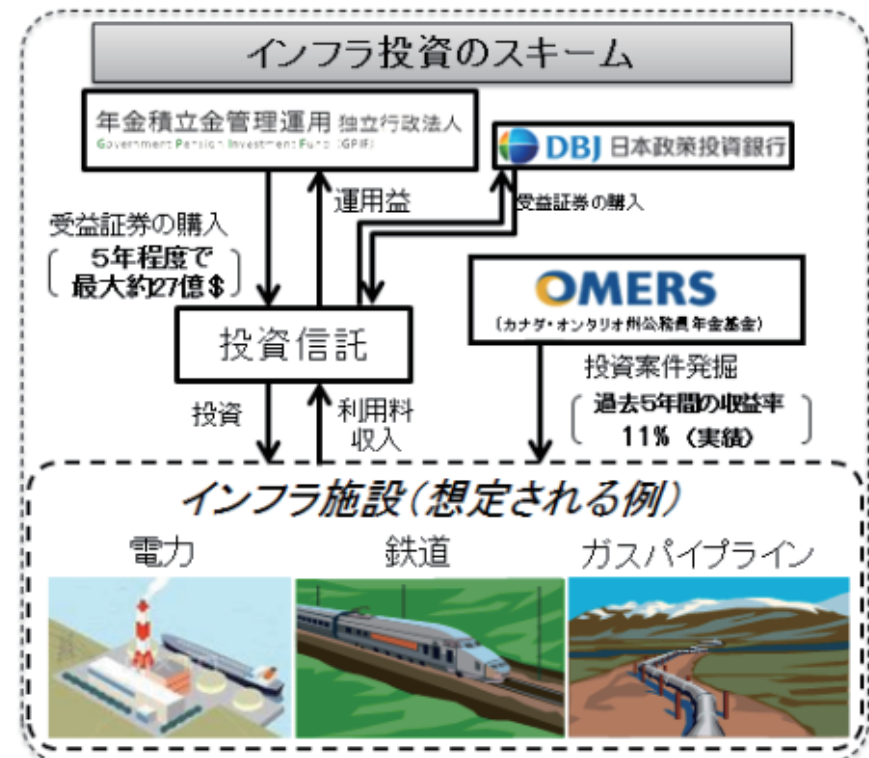 インフラ投資のスキーム
年金積立金管理運用 独立行政法人
Government Pension Investment Fund (GPIF)
DBJ 日本政策投資銀行
運用益
受益証券の購入
受益証券の購入
5年程度で
最大約27億$
OMERS
(カナダ・オンタリオ州公務員年金基金)
投資信託
投資案件発掘
投資
利用料
収入
過去5年間の収益率
11% (実績)
インフラ施設(想定される例)
電力
鉄道
ガスパイプライン